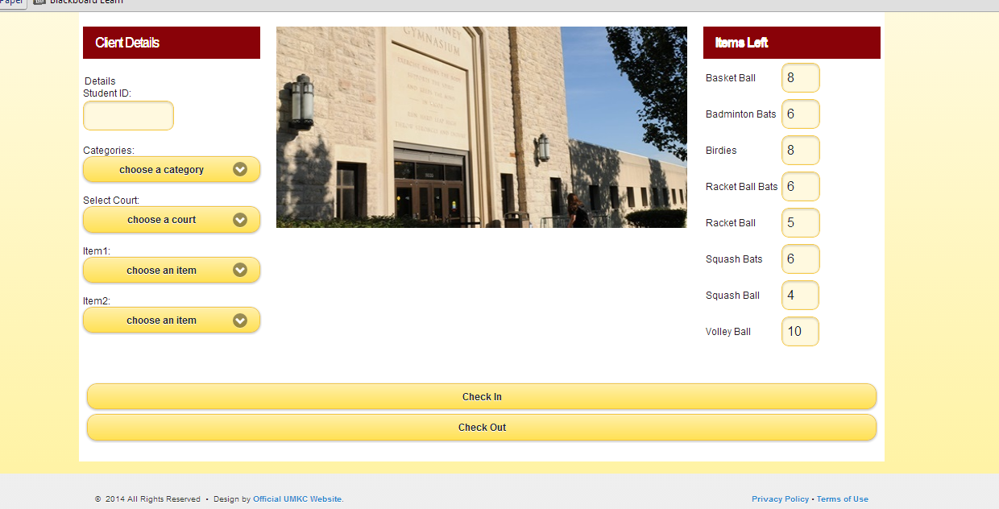 Paper Blackboard Learn
Client Details
Details
Student ID:
Categories:
choose a category
Select Court:
choose a court
Item1:
choose an item
Item2:
choose an item
GYMNASIUM
Items Left
Basket Ball 8
Badminton Bats 6
Birdies 8
Racket Ball Bats 6
Racket Ball 5
Squash Bats 6
Squash Ball 4
Volley Ball 10
Check In
Check Out
© 2014 All Rights Reserved • Design by Official UMKC Website.
Privacy Policy • Terms of Use